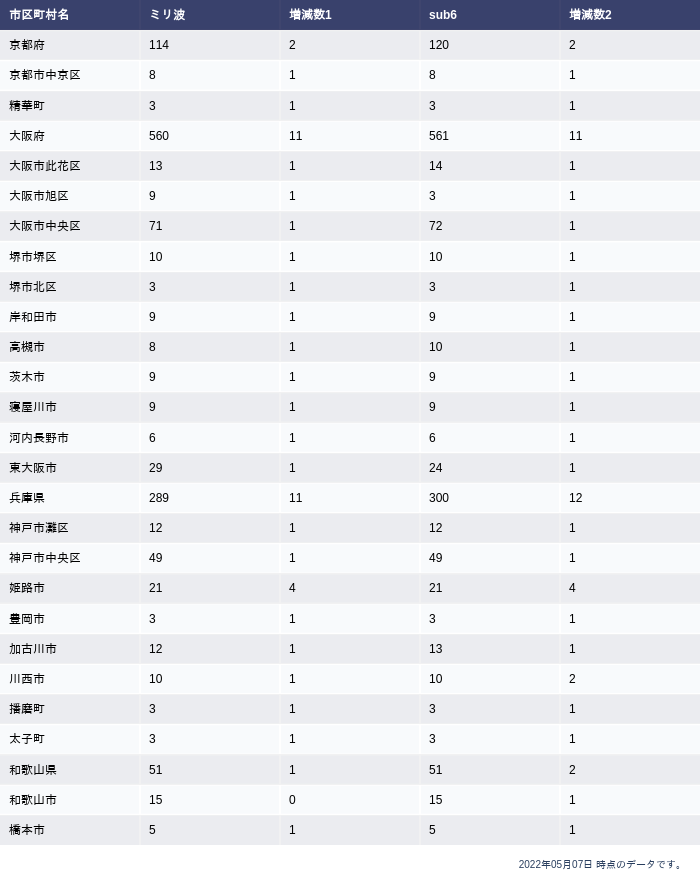 市区町村名 ミリ波 増減数1 sub6 増減数2
京都府 114 2 120 2
京都市中京区 8 1 8 1
精華町 3 1 3 1
大阪府 560 11 561 11
大阪市此花区 13 1 14 1
大阪市旭区 9 1 3 1
大阪市中央区 71 1 72 1
堺市堺区 10 1 10 1
堺市北区 3 1 3 1
岸和田市 9 1 9 1
高槻市 8 1 10 1
茨木市 9 1 9 1
寝屋川市 9 1 9 1
河内長野市 6 1 6 1
東大阪市 29 1 24 1
兵庫県 289 11 300 12
神戸市灘区 12 1 12 1
神戸市中央区 49 1 49 1
姫路市 21 4 21 4
豊岡市 3 1 3 1
加古川市 12 1 13 1
川西市 10 1 10 2
播磨町 3 1 3 1
太子町 3 1 3 1
和歌山県 51 1 51 2
和歌山市 15 0 15 1
橋本市 5 1 5 1
2022年05月07日 時点のデータです。